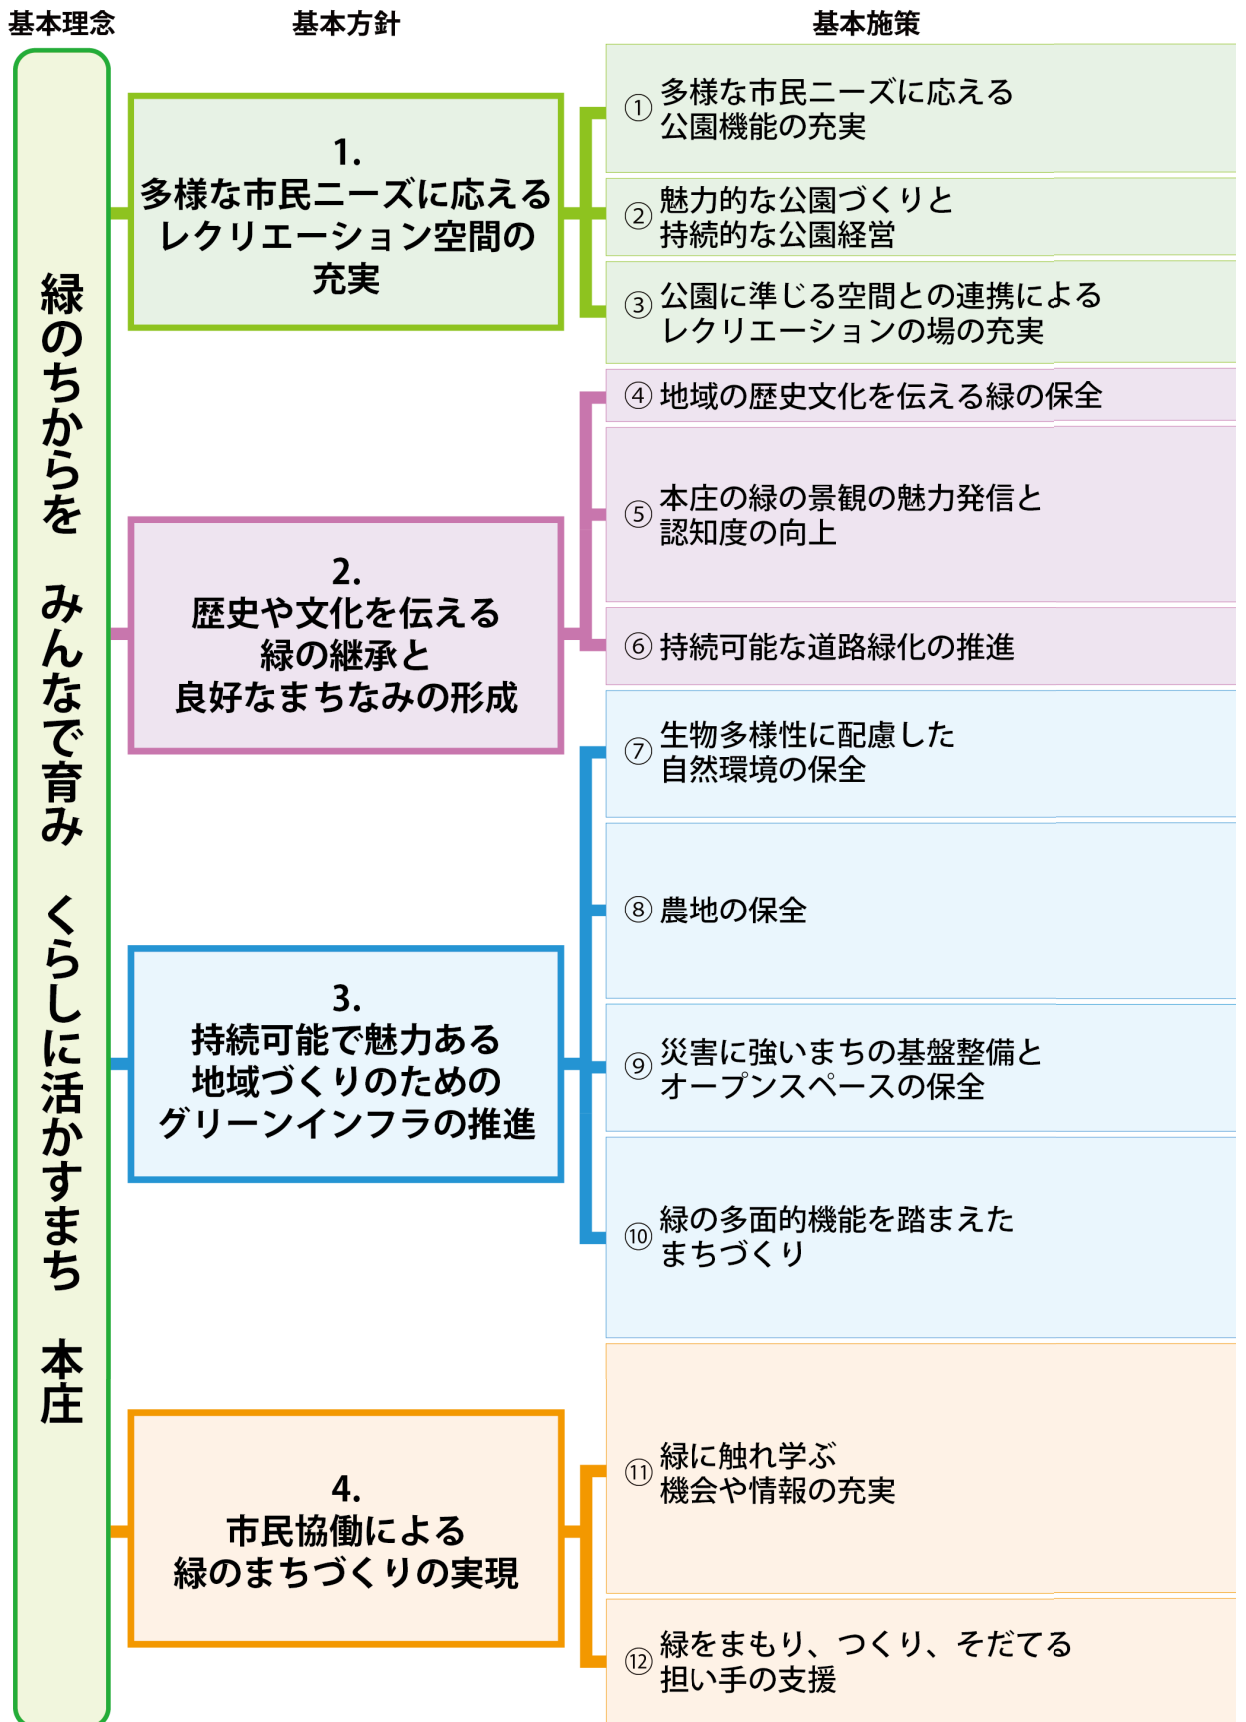 基本理念
基本方針
基本施策
緑のちからを　みんなで育み　くらしに活かすまち　本庄
1.
多様な市民ニーズに応える
レクリエーション空間の
充実
① 多様な市民ニーズに応える
公園機能の充実
② 魅力的な公園づくりと
持続的な公園経営
③ 公園に準じる空間との連携による
レクリエーションの場の充実
2.
歴史や文化を伝える
緑の継承と
良好なまちなみの形成
④ 地域の歴史文化を伝える緑の保全
⑤ 本庄の緑の景観の魅力発信と
認知度の向上
⑥ 持続可能な道路緑化の推進
3.
持続可能で魅力ある
地域づくりのための
グリーンインフラの推進
⑦ 生物多様性に配慮した
自然環境の保全
⑧ 農地の保全
⑨ 災害に強いまちの基盤整備と
オープンスペースの保全
⑩ 緑の多面的機能を踏まえた
まちづくり
4.
市民協働による
緑のまちづくりの実現
⑪ 緑に触れ学ぶ
機会や情報の充実
⑫ 緑をまもり、つくり、そだてる
担い手の支援